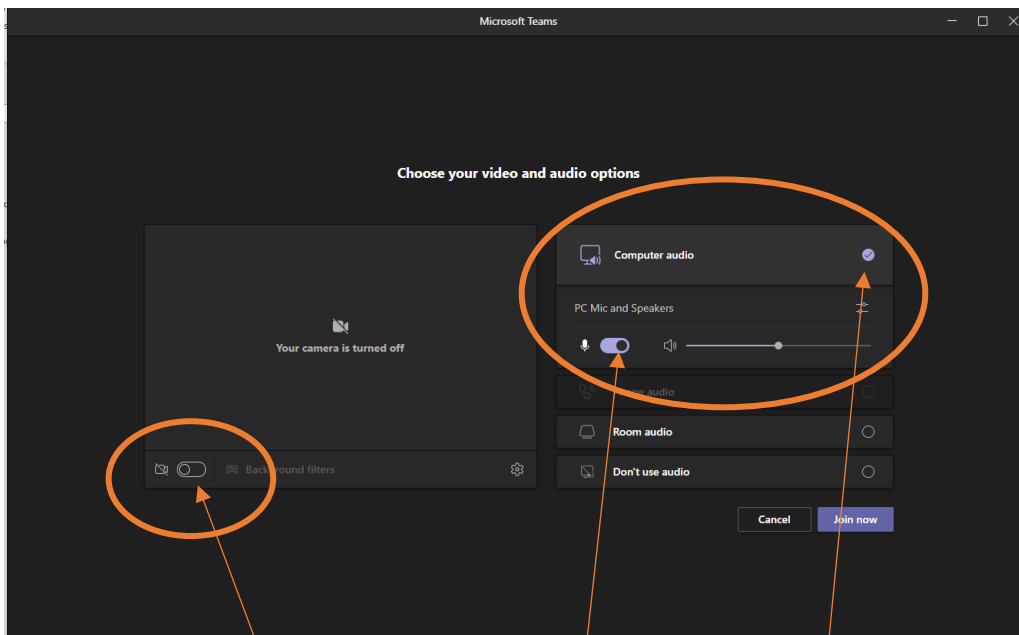 Microsoft Teams
Choose your video and audio options
Computer audio
PC Mic and Speakers
Your camera is turned off
audio
Room audio
Background filters
Don't use audio
Cancel
Join now